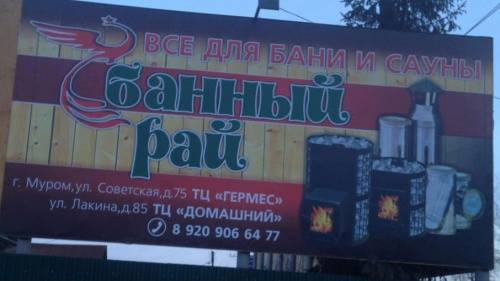 ВСЕ ДЛЯ БАНИ И САУНЫ
банный
рай
г. Муром, ул. Советская, д.75 ТЦ «ГЕРМЕС»
ул. Лакина, д.85 ТЦ «ДОМАШНИЙ»
8 920 906 64 77